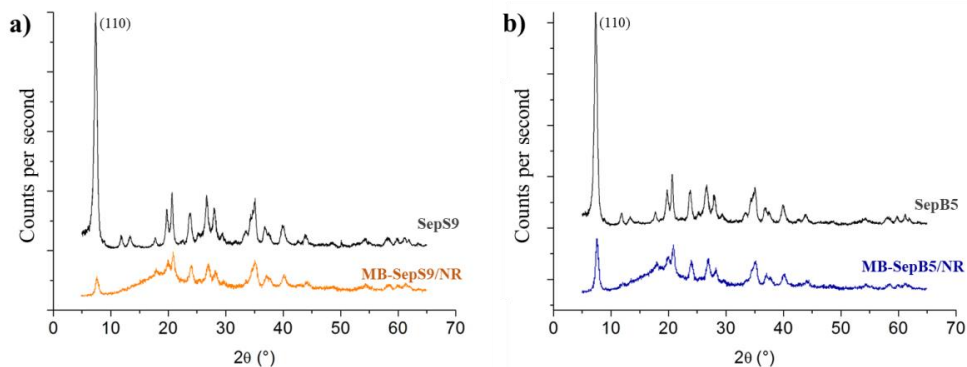 a)
(110)
Counts per second
SepS9
MB-SepS9/NR
0 10 20 30 40 50 60 70
2θ (°)
b)
(110)
Counts per second
SepB5
MB-SepB5/NR
0 10 20 30 40 50 60 70
2θ (°)